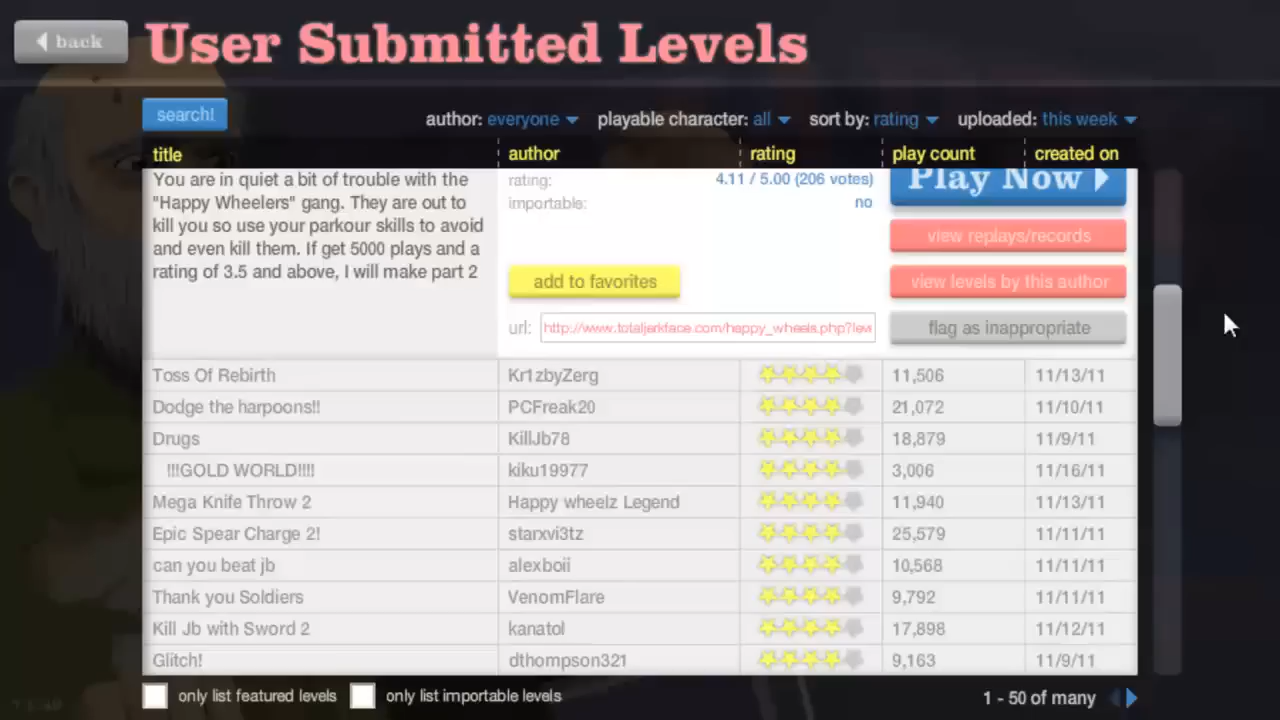 back
User Submitted Levels
search!
author: everyone playable character: all sort by: rating uploaded: this week
title author rating play count created on
You are in quiet a bit of trouble with the
"Happy Wheelers" gang. They are out to
kill you so use your parkour skills to avoid
and even kill them. If get 5000 plays and a
rating of 3.5 and above, I will make part 2
rating: 4.11 / 5.00 (206 votes)
importable: no
add to favorites
url: http://www.totaljerkface.com/happy_wheels.php?lev
Play Now
view replays/records
view levels by this author
flag as inappropriate
Toss Of Rebirth Kr1zbyZerg 11,506 11/13/11
Dodge the harpoons!! PCFreak20 21,072 11/10/11
Drugs KillJb78 18,879 11/9/11
!!!GOLD WORLD!!!! kiku19977 3,006 11/16/11
Mega Knife Throw 2 Happy wheelz Legend 11,940 11/13/11
Epic Spear Charge 2! starxvi3tz 25,579 11/11/11
can you beat jb alexboii 10,568 11/11/11
Thank you Soldiers VenomFlare 9,792 11/11/11
Kill Jb with Sword 2 kanatol 17,898 11/12/11
Glitch! dthompson321 9,163 11/9/11
only list featured levels only list importable levels 1 - 50 of many